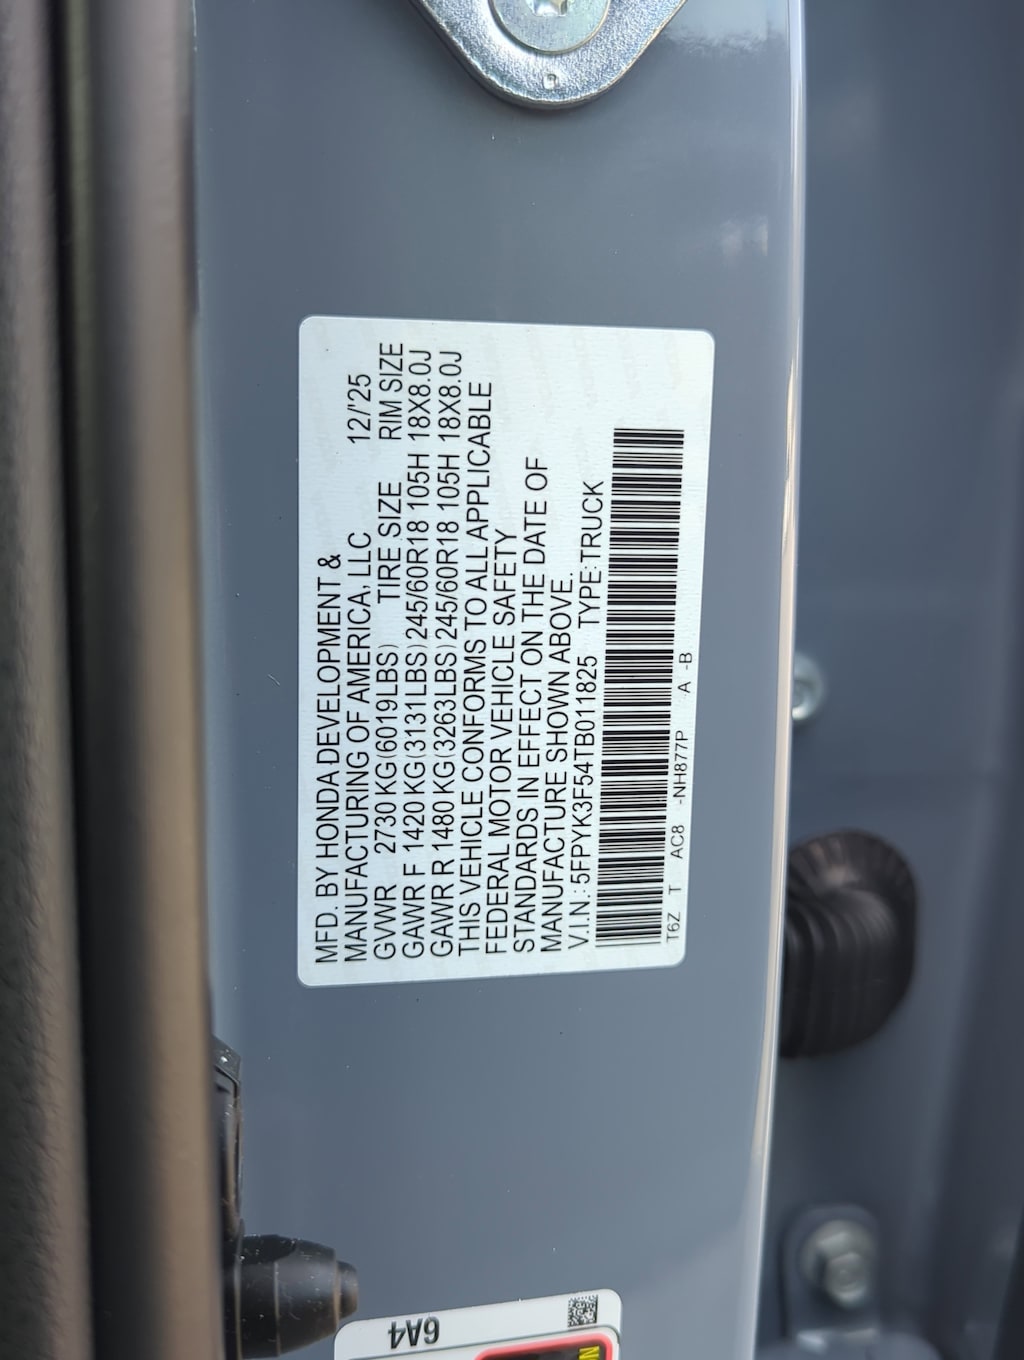 MFD. BY HONDA DEVELOPMENT &
MANUFACTURING OF AMERICA, LLC 12/'25
GVWR 2730 KG(6019LBS) TIRE SIZE RIM SIZE
GAWR F 1420 KG(3131LBS) 245/60R18 105H 18X8.0J
GAWR R 1480 KG(3263LBS) 245/60R18 105H 18X8.0J
THIS VEHICLE CONFORMS TO ALL APPLICABLE
FEDERAL MOTOR VEHICLE SAFETY
STANDARDS IN EFFECT ON THE DATE OF
MANUFACTURE SHOWN ABOVE.
V.I.N.: 5FPYK3F54TB011825 TYPE:TRUCK
T6Z T AC8 -NH877P A -B
6A4